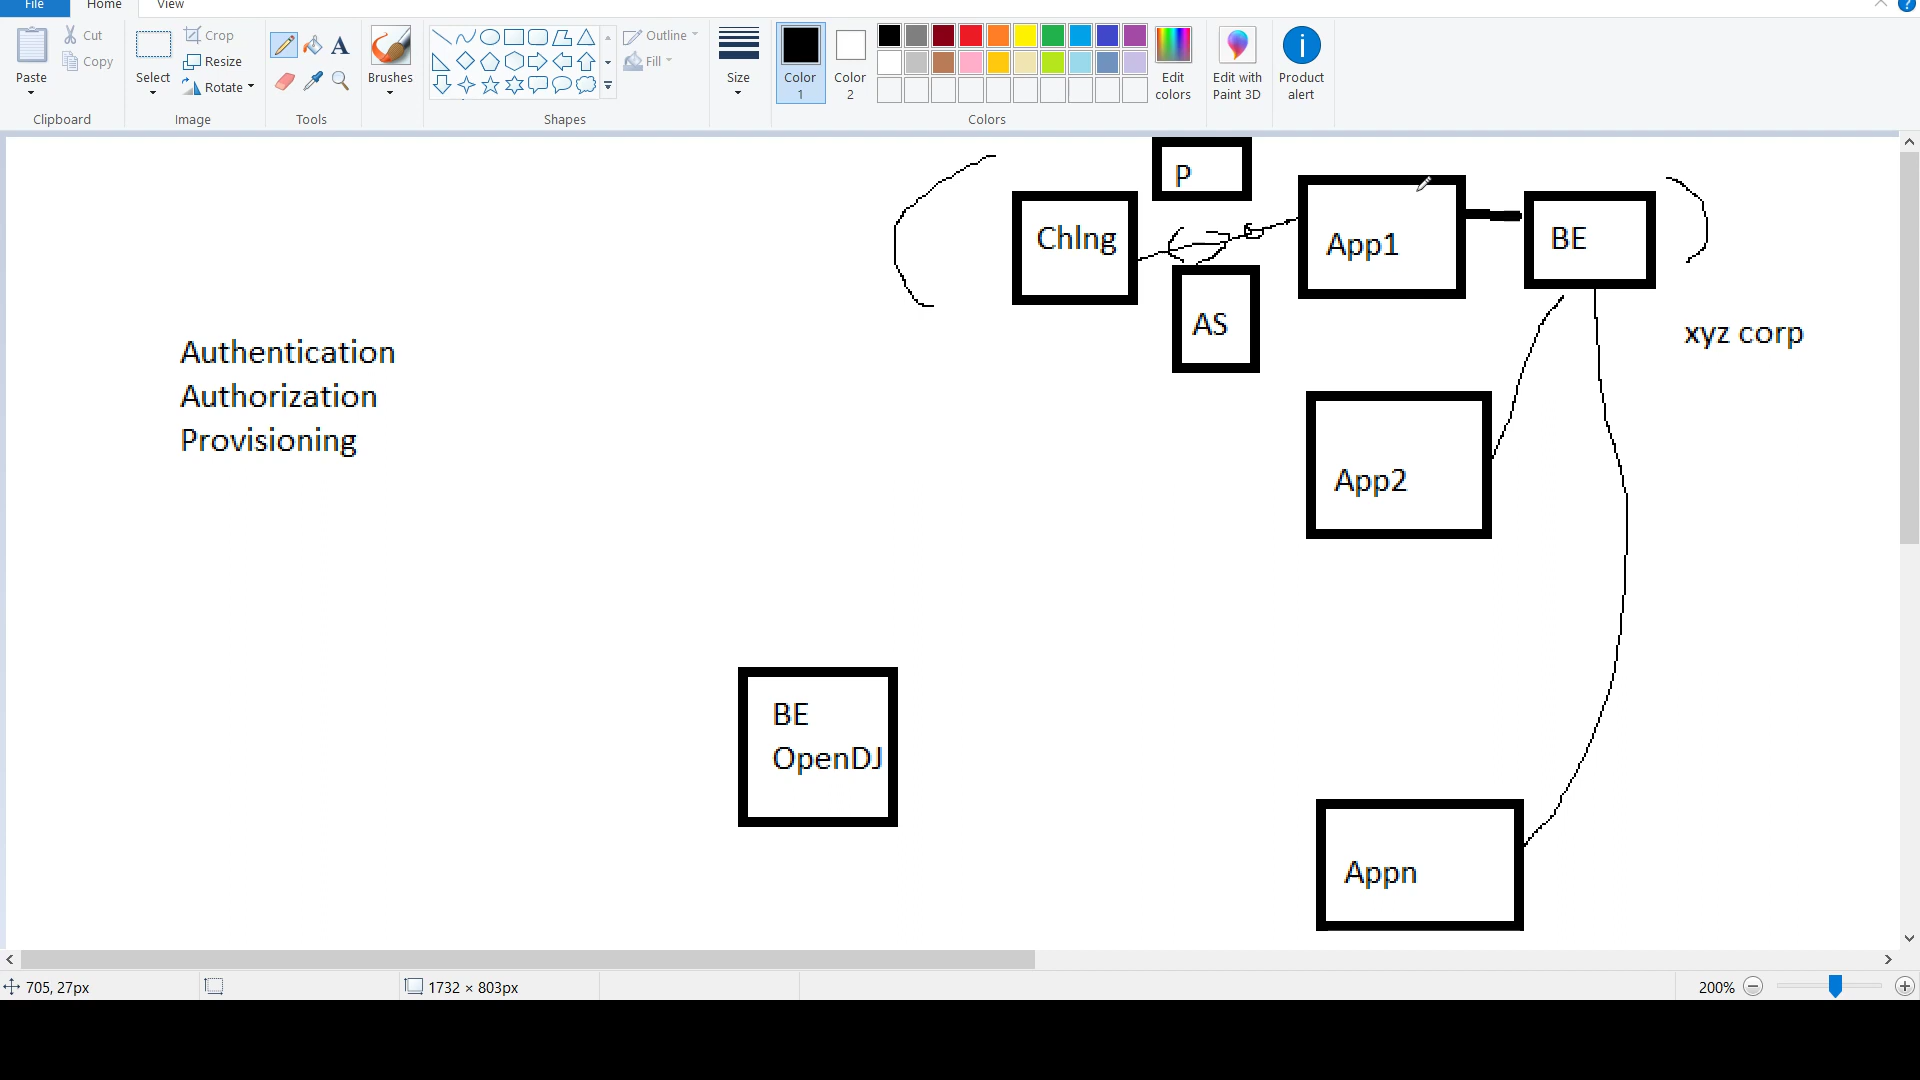 File
Home
View
Paste
Cut
Copy
Clipboard
Select
Crop
Resize
Rotate
Image
A
Tools
Brushes
Outline
Fill
Shapes
Size
Color
1
Color
2
Edit
colors
Colors
Edit with
Paint 3D
Product
alert
P
Chlng
App1
BE
AS
xyz corp
Authentication
Authorization
Provisioning
App2
BE
OpenDJ
Appn
705, 27px
1732 × 803px
200%